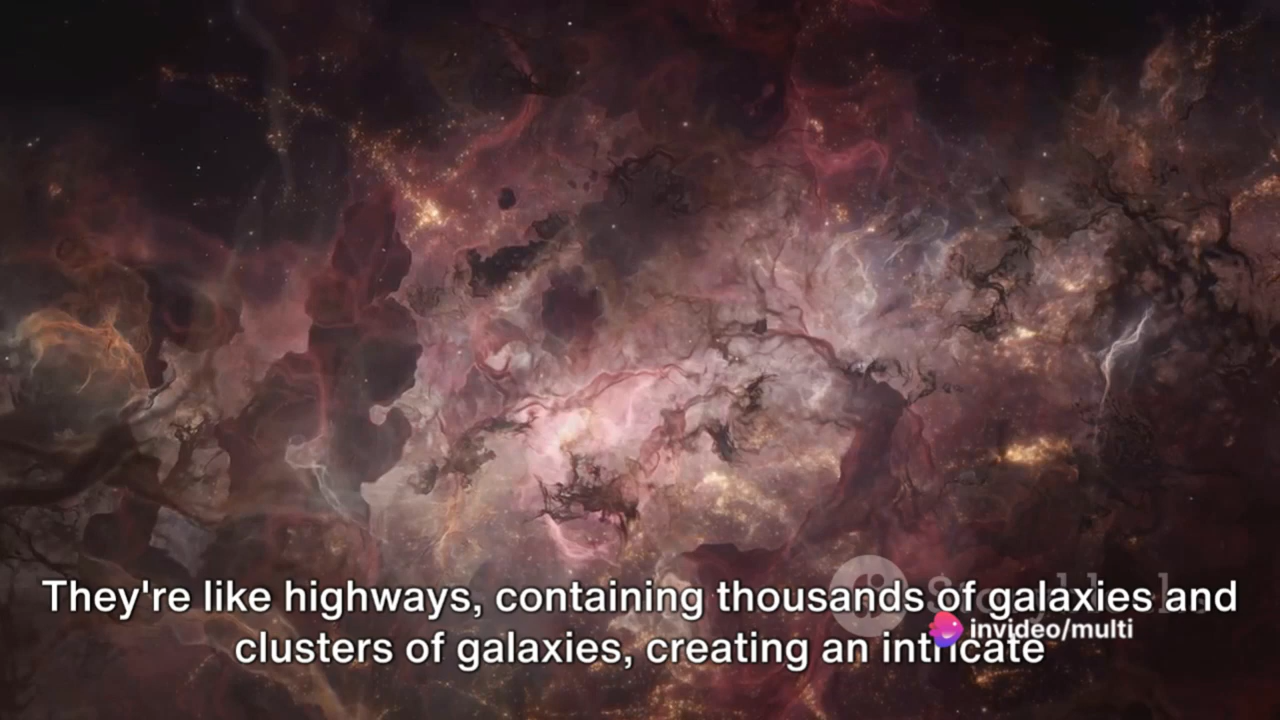 They're like highways, containing thousands of galaxies and
clusters of galaxies, creating an intricate
invideo/multi